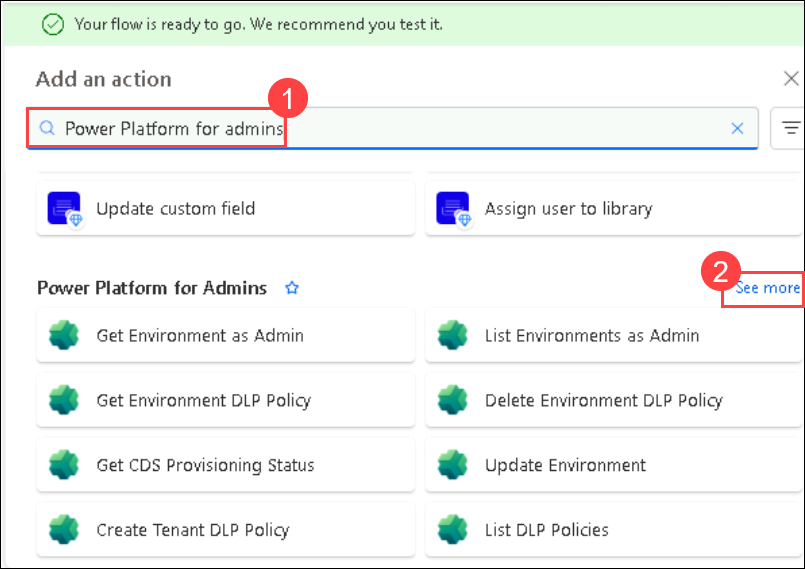 Your flow is ready to go. We recommend you test it.
Add an action
1
Power Platform for admins
Update custom field
Assign user to library
2
Power Platform for Admins
See more
Get Environment as Admin
List Environments as Admin
Get Environment DLP Policy
Delete Environment DLP Policy
Get CDS Provisioning Status
Update Environment
Create Tenant DLP Policy
List DLP Policies